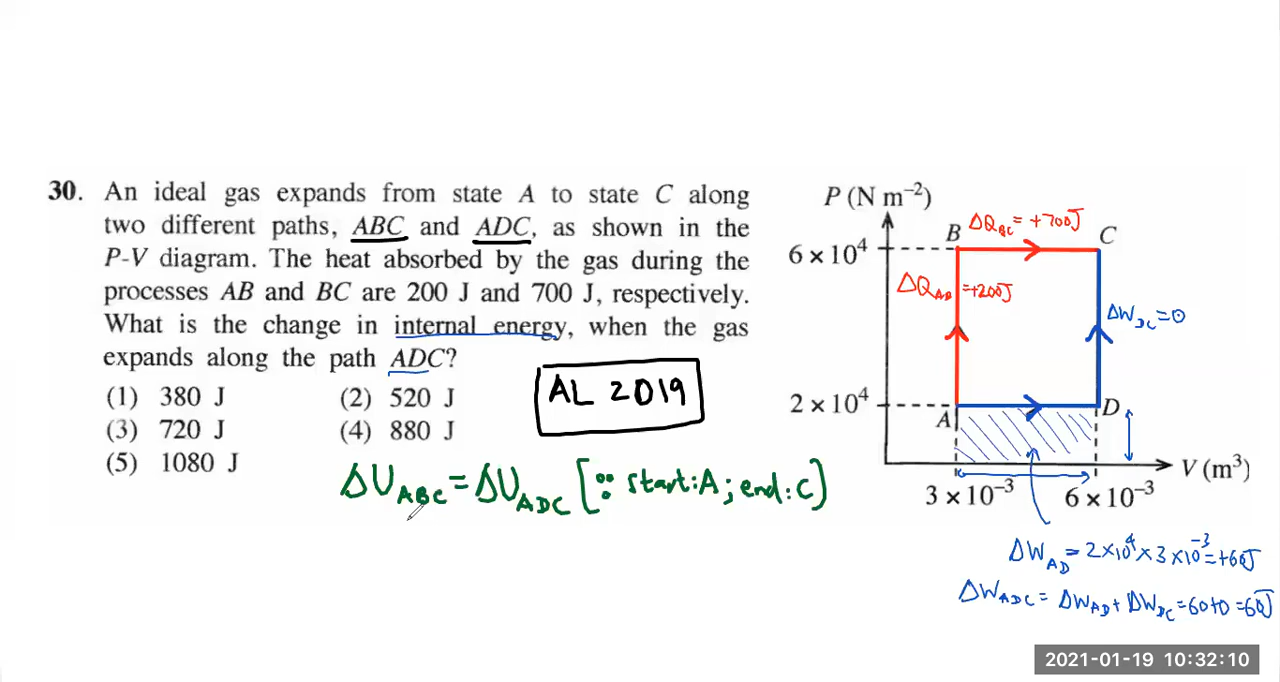 30. An ideal gas expands from state A to state C along
two different paths, ABC and ADC, as shown in the
P-V diagram. The heat absorbed by the gas during the
processes AB and BC are 200 J and 700 J, respectively.
What is the change in internal energy, when the gas
expands along the path ADC?
(1) 380 J (2) 520 J
(3) 720 J (4) 880 J
(5) 1080 J
AL 2019
ΔU_ABC = ΔU_ADC [∵ start:A; end:C]
P (N m⁻²)
B ΔQ_BC = +700J C
6 × 10⁴
ΔQ_AB = +200J
ΔW_DC = 0
2 × 10⁴
A D
V (m³)
3 × 10⁻³ 6 × 10⁻³
ΔW_AD = 2×10⁴ × 3 × 10⁻³ = +60J
ΔW_ADC = ΔW_AD + ΔW_DC = 60+0 = 60J
2021-01-19 10:32:10